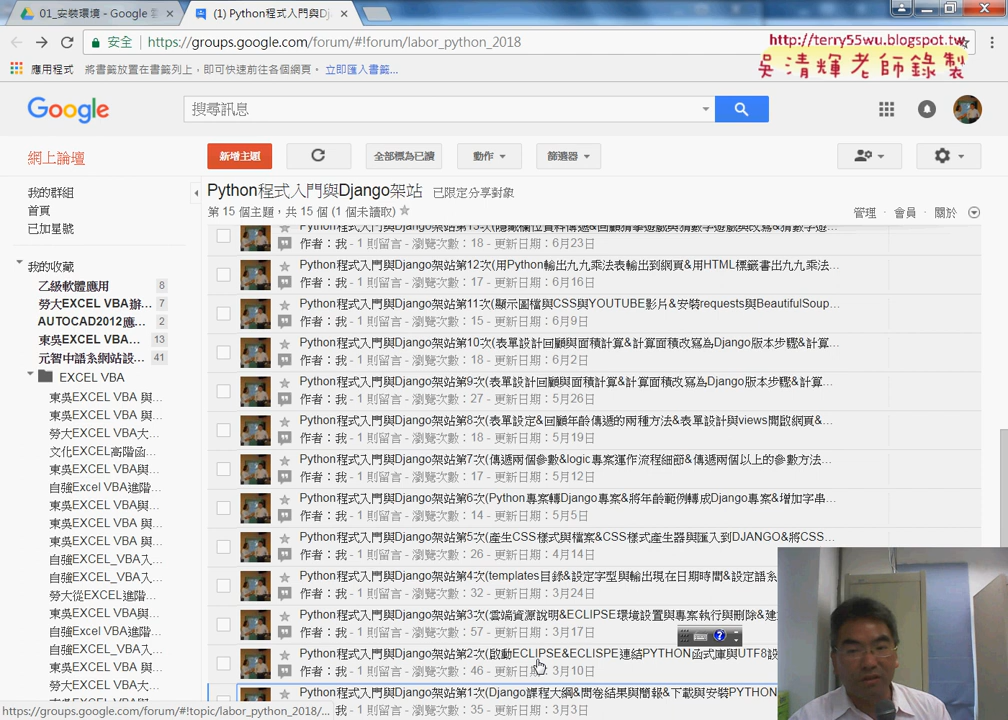 01_安裝環境 - Google 雲
(1) Python程式入門與Dja
安全
https://groups.google.com/forum/#!forum/labor_python_2018
http://terry55wu.blogspot.tw
吳清輝老師錄製
應用程式
將書籤放置在書籤列上，即可快速前往各個網頁。
立即匯入書籤...
Google
搜尋訊息
網上論壇
新增主題
全部標為已讀
動作
篩選器
我的群組
首頁
已加星號
Python程式入門與Django架站
已限定分享對象
第 15 個主題，共 15 個 (1 個未讀取)
管理 · 會員 · 關於
我的收藏
乙級軟體應用 8
勞大EXCEL VBA辦... 7
AUTOCAD2012應... 2
東吳EXCEL VBA... 13
元智中語系網站設... 41
EXCEL VBA
東吳EXCEL VBA 與...
東吳EXCEL VBA 與...
勞大EXCEL VBA大...
文化EXCEL高階函...
東吳EXCEL VBA與...
自強Excel VBA進階...
東吳EXCEL VBA與...
東吳EXCEL VBA 與...
東吳EXCEL VBA與...
自強EXCEL_VBA入...
自強EXCEL_VBA入...
勞大從EXCEL進階...
東吳EXCEL VBA與...
自強Excel_VBA入...
自強EXCEL VBA進...
東吳EXCEL VBA與...
東吳EXCEL VBA與...
Python程式入門與Django架站第13次(隱藏欄位資料傳遞&回顧猜拳遊戲與猜數字遊戲與改寫&猜數字遊...
作者：我 - 1 則留言 - 瀏覽次數：18 - 更新日期：6月23日
Python程式入門與Django架站第12次(用Python輸出九九乘法表輸出到網頁&用HTML標籤書出九九乘法...
作者：我 - 1 則留言 - 瀏覽次數：17 - 更新日期：6月16日
Python程式入門與Django架站第11次(顯示圖檔與CSS與YOUTUBE影片&安裝requests與BeautifulSoup...
作者：我 - 1 則留言 - 瀏覽次數：15 - 更新日期：6月9日
Python程式入門與Django架站第10次(表單設計回顧與面積計算&計算面積改寫為Django版本步驟&計算...
作者：我 - 1 則留言 - 瀏覽次數：18 - 更新日期：6月2日
Python程式入門與Django架站第9次(表單設計回顧與面積計算&計算面積改寫為Django版本步驟&計算...
作者：我 - 1 則留言 - 瀏覽次數：27 - 更新日期：5月26日
Python程式入門與Django架站第8次(表單設定&回顧年齡傳遞的兩種方法&表單設計與views開啟網頁&...
作者：我 - 1 則留言 - 瀏覽次數：18 - 更新日期：5月19日
Python程式入門與Django架站第7次(傳遞兩個參數&logic專案運作流程細節&傳遞兩個以上的參數方法...
作者：我 - 1 則留言 - 瀏覽次數：17 - 更新日期：5月12日
Python程式入門與Django架站第6次(Python專案轉Django專案&將年齡範例轉成Django專案&增加字串...
作者：我 - 1 則留言 - 瀏覽次數：14 - 更新日期：5月5日
Python程式入門與Django架站第5次(產生CSS樣式與檔案&CSS樣式產生器與匯入到DJANGO&將CSS...
作者：我 - 1 則留言 - 瀏覽次數：26 - 更新日期：4月14日
Python程式入門與Django架站第4次(templates目錄&設定字型與輸出現在日期時間&設定語系
作者：我 - 1 則留言 - 瀏覽次數：32 - 更新日期：3月24日
Python程式入門與Django架站第3次(雲端資源說明&ECLIPSE環境設置與專案執行與刪除&建
作者：我 - 1 則留言 - 瀏覽次數：57 - 更新日期：3月17日
Python程式入門與Django架站第2次(啟動ECLIPSE&ECLISPE連結PYTHON函式庫與UTF8設
作者：我 - 1 則留言 - 瀏覽次數：46 - 更新日期：3月10日
Python程式入門與Django架站第1次(Django課程大綱&問卷結果與簡報&下載與安裝PYTHON
作者：我 - 1 則留言 - 瀏覽次數：35 - 更新日期：3月3日
https://groups.google.com/forum/#!topic/labor_python_2018/...